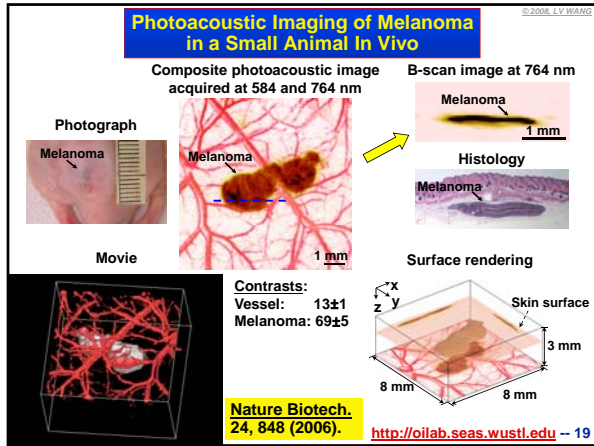 © 2008, LV WANG
Photoacoustic Imaging of Melanoma
in a Small Animal In Vivo
Composite photoacoustic image
acquired at 584 and 764 nm
B-scan image at 764 nm
Melanoma
1 mm
Photograph
Melanoma
Melanoma
1 mm
Histology
Melanoma
Movie
Contrasts:
Vessel: 13±1
Melanoma: 69±5
Surface rendering
x
y
z
Skin surface
3 mm
8 mm
8 mm
Nature Biotech.
24, 848 (2006).
http://oilab.seas.wustl.edu -- 19